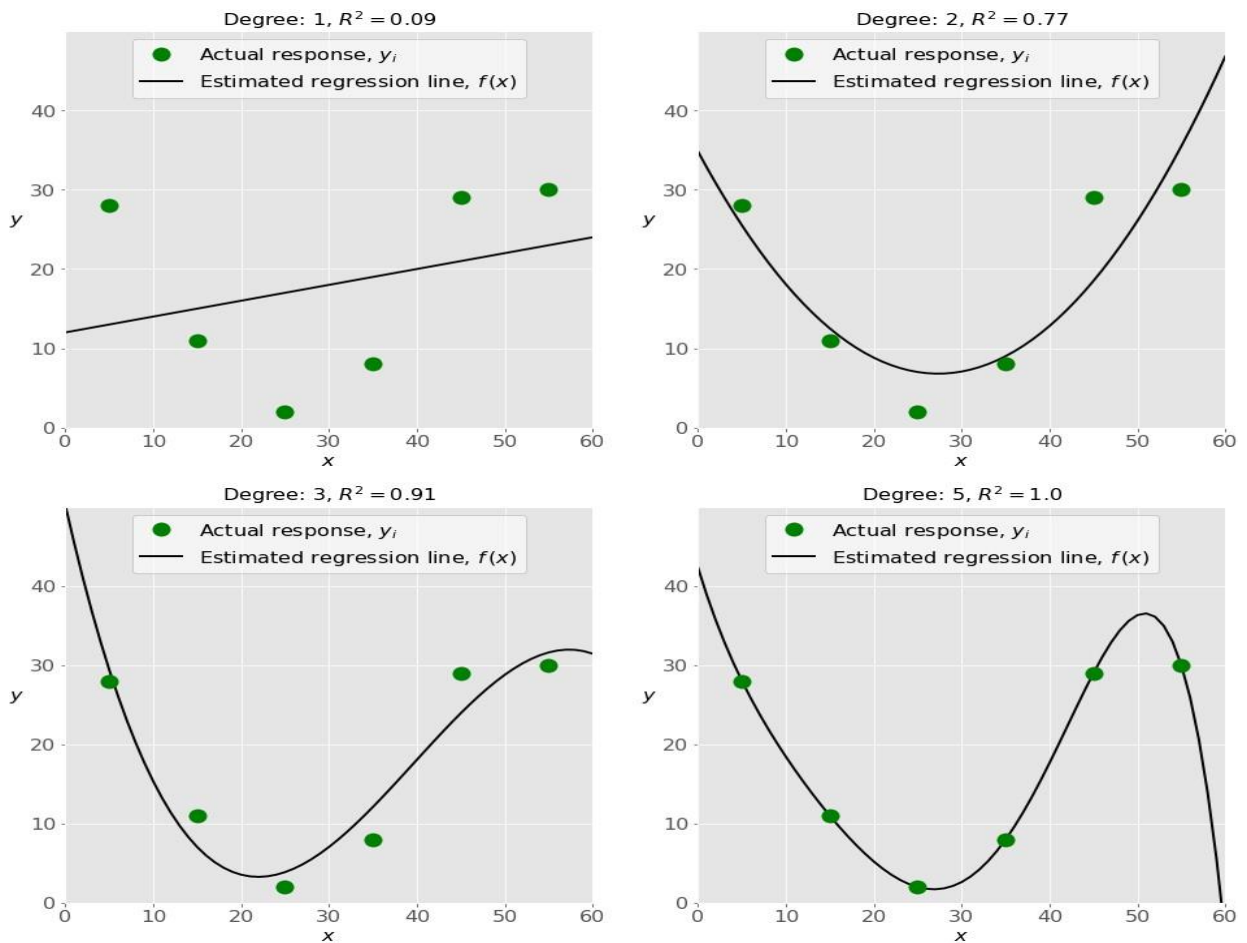 Degree: 1, R² = 0.09
Actual response, yᵢ
Estimated regression line, f(x)
40
30
y
20
10
0
0 10 20 30 40 50 60
x
Degree: 2, R² = 0.77
Actual response, yᵢ
Estimated regression line, f(x)
40
30
y
20
10
0
0 10 20 30 40 50 60
x
Degree: 3, R² = 0.91
Actual response, yᵢ
Estimated regression line, f(x)
40
30
y
20
10
0
0 10 20 30 40 50 60
x
Degree: 5, R² = 1.0
Actual response, yᵢ
Estimated regression line, f(x)
40
30
y
20
10
0
0 10 20 30 40 50 60
x